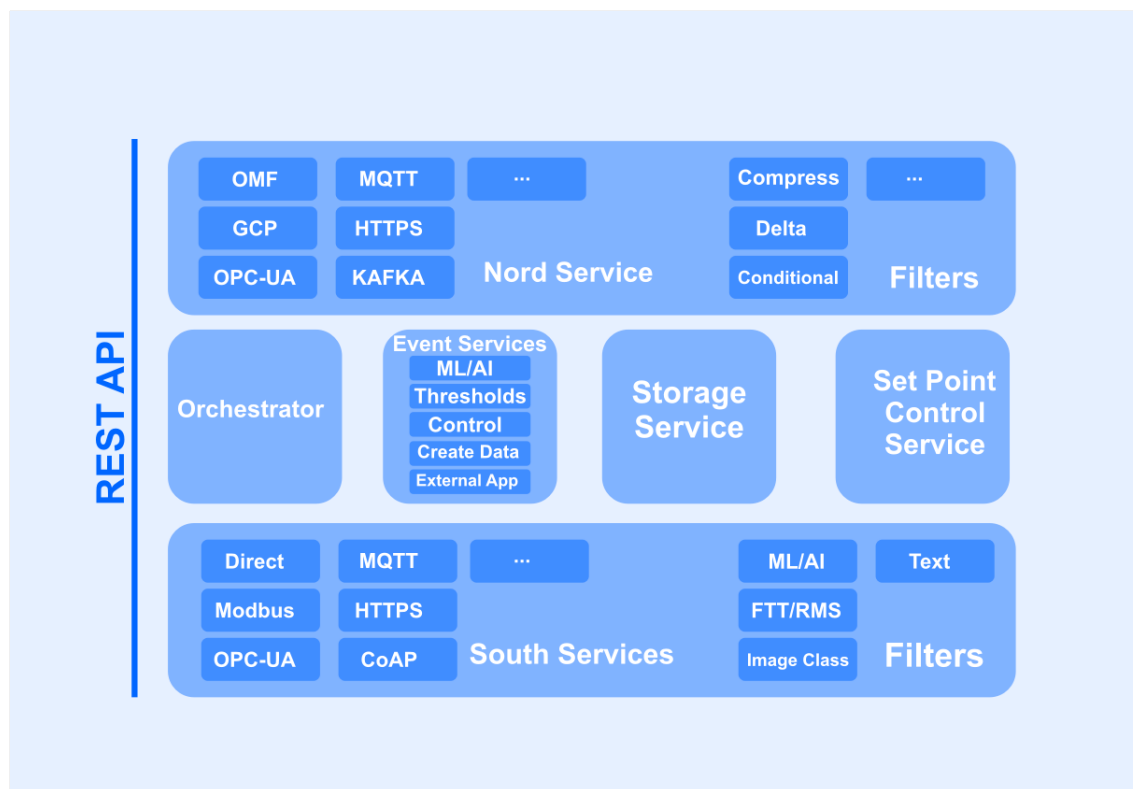 REST API
OMF
MQTT
...
GCP
HTTPS
OPC-UA
KAFKA
Nord Service
Compress
...
Delta
Conditional
Filters
Orchestrator
Event Services
ML/AI
Thresholds
Control
Create Data
External App
Storage
Service
Set Point
Control
Service
Direct
MQTT
...
Modbus
HTTPS
OPC-UA
CoAP
South Services
ML/AI
Text
FTT/RMS
Image Class
Filters